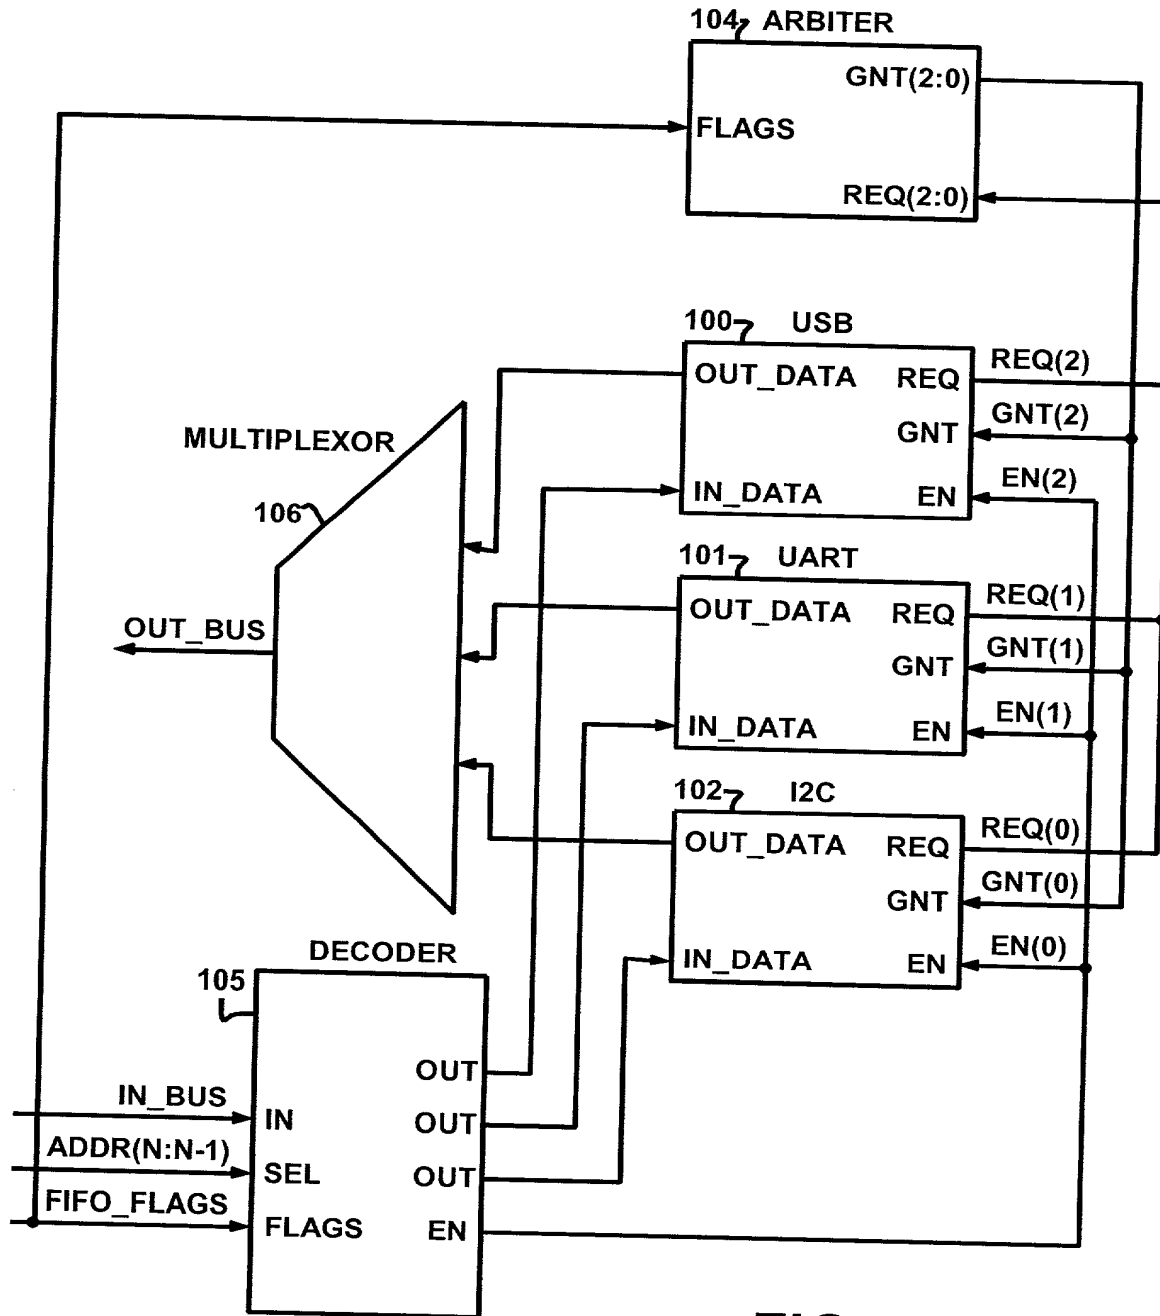 104 ARBITER
GNT(2:0)
FLAGS
REQ(2:0)
100 USB
OUT_DATA REQ REQ(2)
GNT GNT(2)
IN_DATA EN EN(2)
MULTIPLEXOR
106
101 UART
OUT_DATA REQ REQ(1)
OUT_BUS
GNT GNT(1)
IN_DATA EN EN(1)
102 I2C
OUT_DATA REQ REQ(0)
GNT GNT(0)
IN_DATA EN EN(0)
DECODER
105
OUT
IN_BUS
IN OUT
ADDR(N:N-1)
SEL OUT
FIFO_FLAGS
FLAGS EN